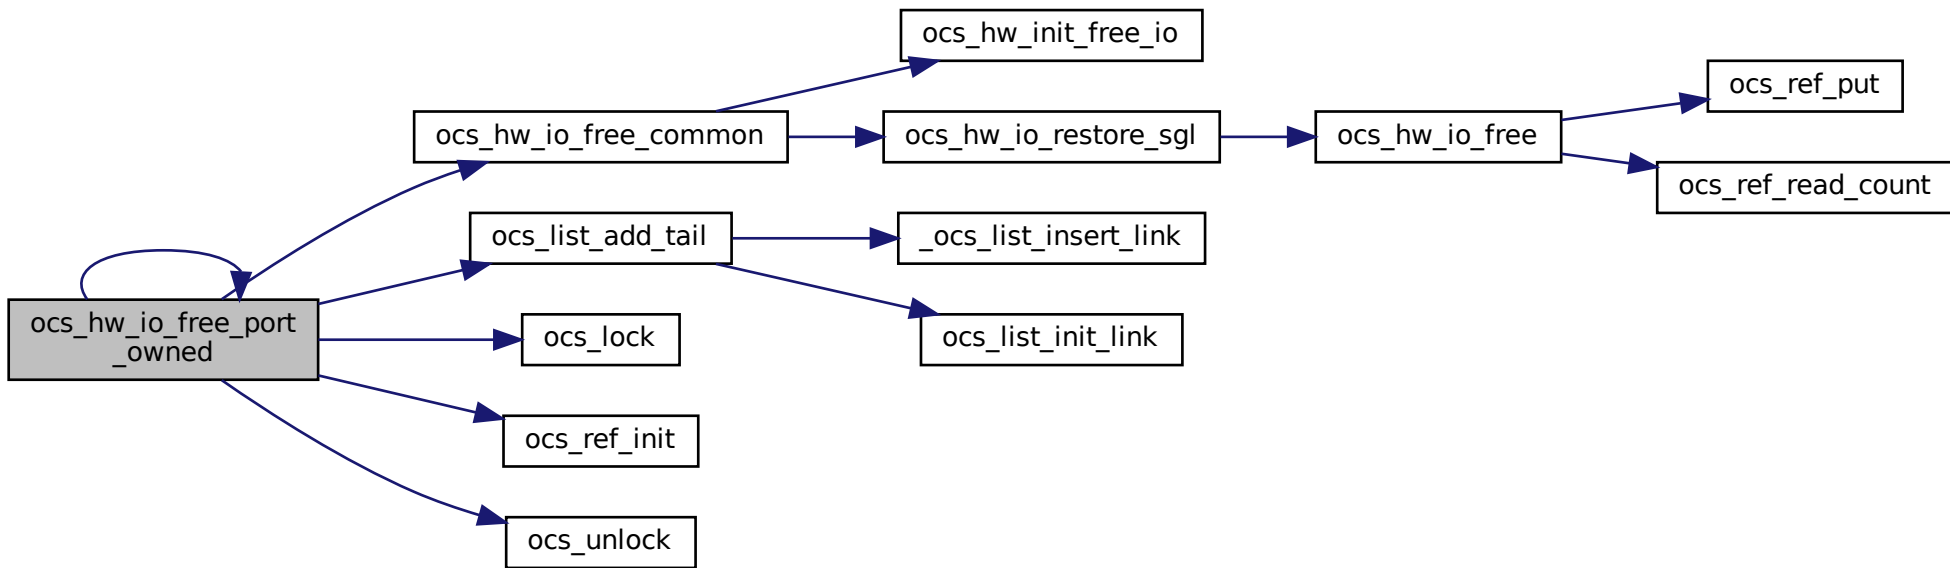 ocs_hw_init_free_io
ocs_ref_put
ocs_hw_io_free_common
ocs_hw_io_restore_sgl
ocs_hw_io_free
ocs_ref_read_count
ocs_list_add_tail
_ocs_list_insert_link
ocs_hw_io_free_port
_owned
ocs_lock
ocs_list_init_link
ocs_ref_init
ocs_unlock